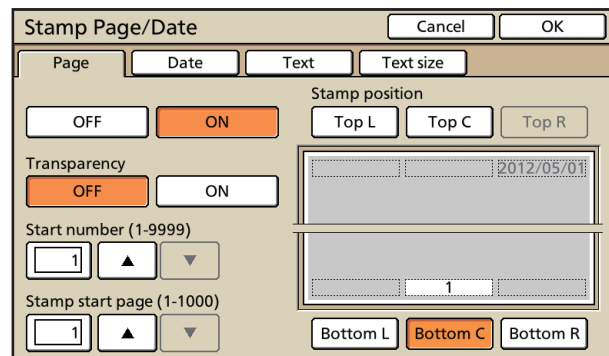 Stamp Page/Date Cancel OK
Page Date Text Text size
Stamp position
OFF ON Top L Top C Top R
Transparency
OFF ON
2012/05/01
Start number (1-9999)
1 ▲ ▼
1
Stamp start page (1-1000)
1 ▲ ▼
Bottom L Bottom C Bottom R